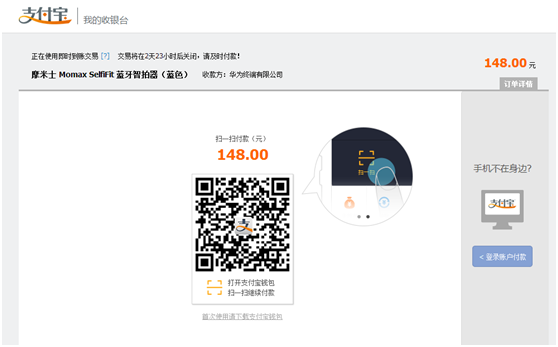 支付宝 我的收银台
正在使用即时到账交易 [?] 交易将在2天23小时后关闭，请及时付款！
148.00 元
摩米士 Momax SelfiFit 蓝牙智拍器（蓝色） 收款方：华为终端有限公司
订单详情
扫一扫付款（元）
148.00
扫一扫
打开支付宝钱包
扫一扫继续付款
首次使用请下载支付宝钱包
手机不在身边?
支付宝
< 登录账户付款